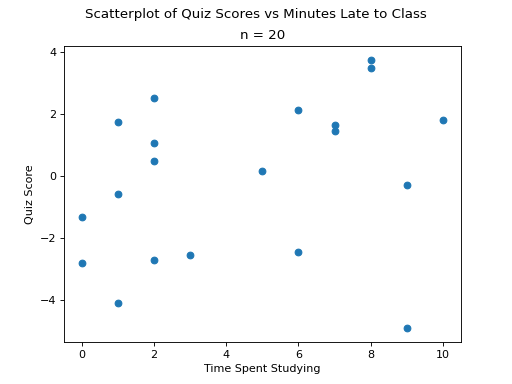 Scatterplot of Quiz Scores vs Minutes Late to Class
n = 20
4
2
0
−2
−4
Quiz Score
0 2 4 6 8 10
Time Spent Studying